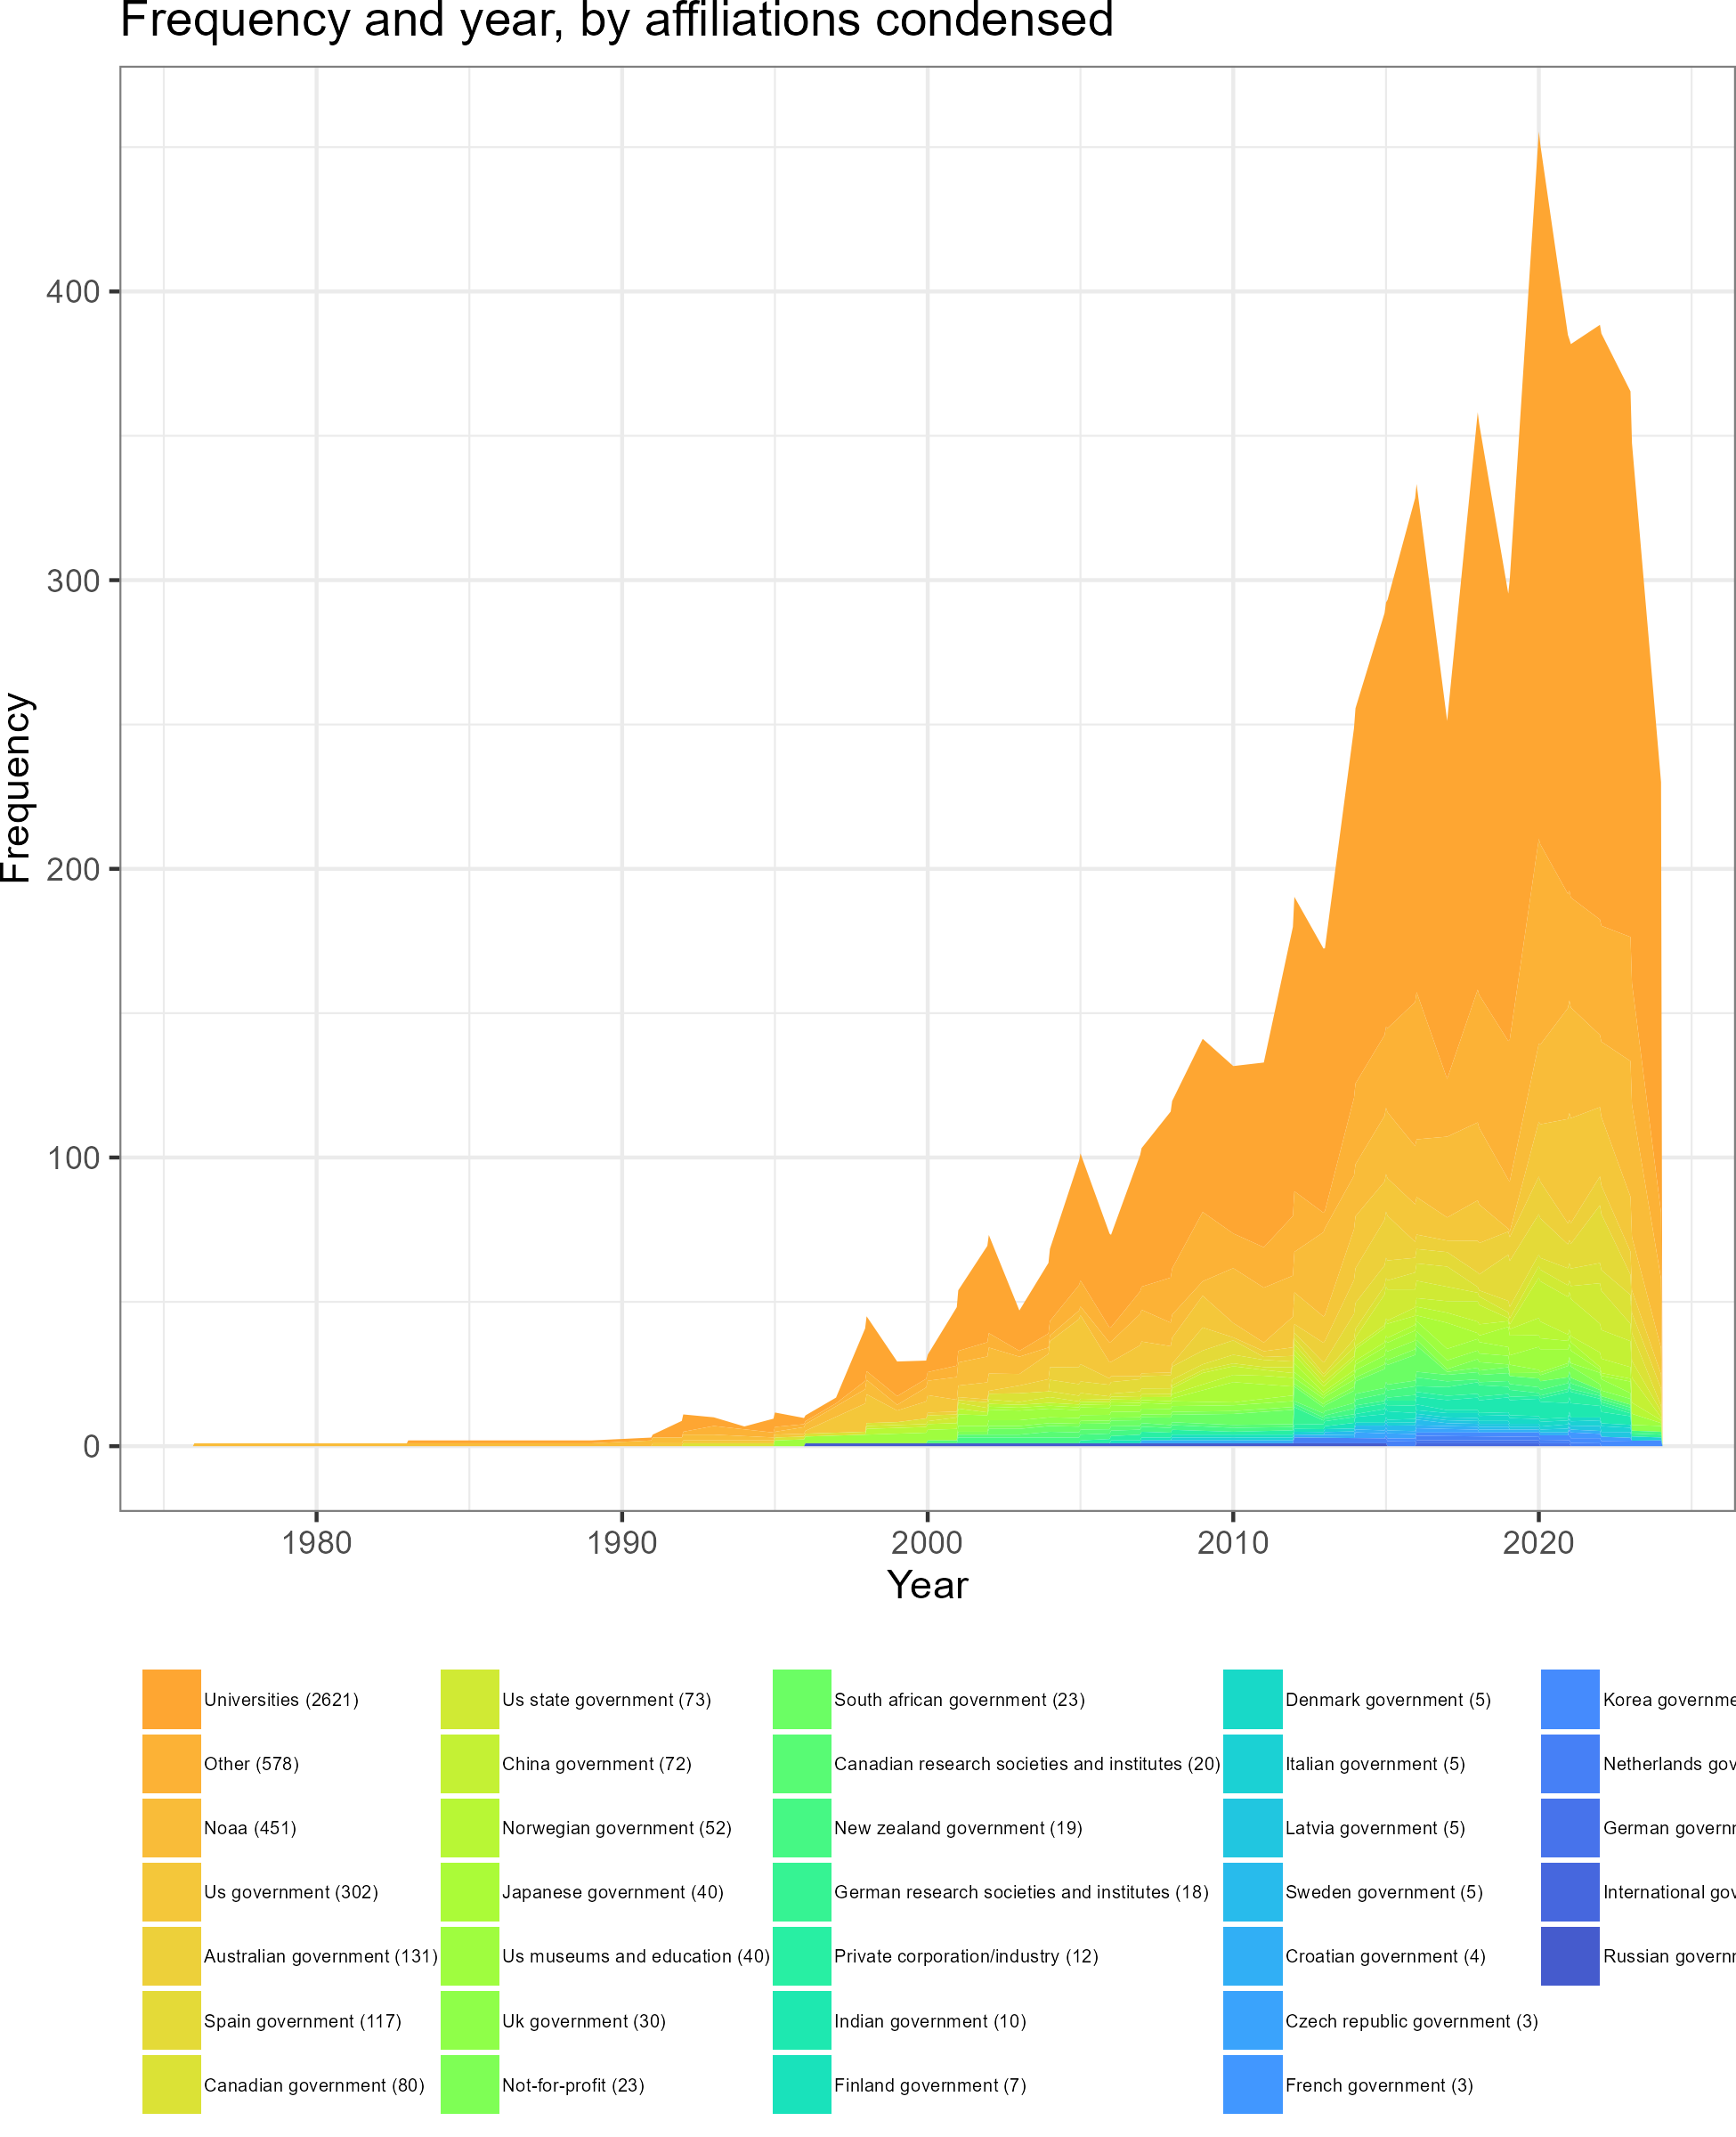 Frequency and year, by affiliations condensed
Frequency
400
300
200
100
0
1980 1990 2000 2010 2020
Year
Universities (2621)
Other (578)
Noaa (451)
Us government (302)
Australian government (131)
Spain government (117)
Canadian government (80)
Us state government (73)
China government (72)
Norwegian government (52)
Japanese government (40)
Us museums and education (40)
Uk government (30)
Not-for-profit (23)
South african government (23)
Canadian research societies and institutes (20)
New zealand government (19)
German research societies and institutes (18)
Private corporation/industry (12)
Indian government (10)
Finland government (7)
Denmark government (5)
Italian government (5)
Latvia government (5)
Sweden government (5)
Croatian government (4)
Czech republic government (3)
French government (3)
Korea
Netherlands
German
International
Russian